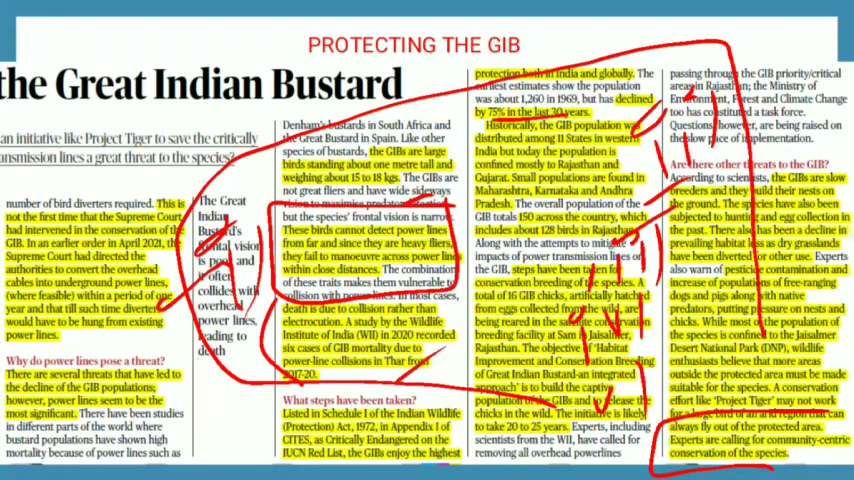 PROTECTING THE GIB
the Great Indian Bustard
an initiative like Project Tiger to save the critically
ansmission lines a great threat to the species?
number of bird diverters required. This is
not the first time that the Supreme Court
had intervened in the conservation of the
GIB. In an earlier order in April 2021, the
Supreme Court had directed the
authorities to convert the overhead
cables into underground power lines,
(where feasible) within a period of one
year and that till such time diverters
would have to be hung from existing
power lines.
Why do power lines pose a threat?
There are several threats that have led to
the decline of the GIB populations;
however, power lines seem to be the
most significant. There have been studies
in different parts of the world where
bustard populations have shown high
mortality because of power lines such as
The Great
Indian
Bustard's
frontal vision
is poor and
it often
collides with
overhead
power lines,
leading to
death
Denham's bustards in South Africa and
the Great Bustard in Spain. Like other
species of bustards, the GIBs are large
birds standing about one metre tall and
weighing about 15 to 18 kgs. The GIBs are
not great fliers and have wide sideways
vision to maximise predator
but the species' frontal vision is narrow.
These birds cannot detect power lines
from far and since they are heavy fliers,
they fail to manoeuvre across power lines
within close distances. The combination
of these traits makes them vulnerable to
collision with power lines. In most cases,
death is due to collision rather than
electrocution. A study by the Wildlife
Institute of India (WII) in 2020 recorded
six cases of GIB mortality due to
power-line collisions in Thar from
2017-20.
What steps have been taken?
Listed in Schedule I of the Indian Wildlife
(Protection) Act, 1972, in Appendix I of
CITES, as Critically Endangered on the
IUCN Red List, the GIBs enjoy the highest
protection both in India and globally. The
earliest estimates show the population
was about 1,260 in 1969, but has declined
by 75% in the last 30 years.
Historically, the GIB population was
distributed among 11 States in western
India but today the population is
confined mostly to Rajasthan and
Gujarat. Small populations are found in
Maharashtra, Karnataka and Andhra
Pradesh. The overall population of the
GIB totals 150 across the country, which
includes about 128 birds in Rajasthan.
Along with the attempts to mitigate
impacts of power transmission lines on
the GIB, steps have been taken for
conservation breeding of the species. A
total of 16 GIB chicks, artificially hatched
from eggs collected from the wild, are
being reared in the satellite conservation
breeding facility at Sam in Jaisalmer,
Rajasthan. The objective of 'Habitat
Improvement and Conservation Breeding
of Great Indian Bustard-an integrated
approach' is to build the captive
population of the GIBs and to release the
chicks in the wild. The initiative is likely
to take 20 to 25 years. Experts, including
scientists from the WII, have called for
removing all overhead powerlines
passing through the GIB priority/critical
areas in Rajasthan; the Ministry of
Environment, Forest and Climate Change
too has constituted a task force.
Questions, however, are being raised on
the slow pace of implementation.
Are there other threats to the GIB?
According to scientists, the GIBs are slow
breeders and they build their nests on
the ground. The species have also been
subjected to hunting and egg collection in
the past. There also has been a decline in
prevailing habitat loss as dry grasslands
have been diverted for other use. Experts
also warn of pesticide contamination and
increase of populations of free-ranging
dogs and pigs along with native
predators, putting pressure on nests and
chicks. While most of the population of
the species is confined to the Jaisalmer
Desert National Park (DNP), wildlife
enthusiasts believe that more areas
outside the protected area must be made
suitable for the species. A conservation
effort like 'Project Tiger' may not work
for a large bird of an arid region that can
always fly out of the protected area.
Experts are calling for community-centric
conservation of the species.